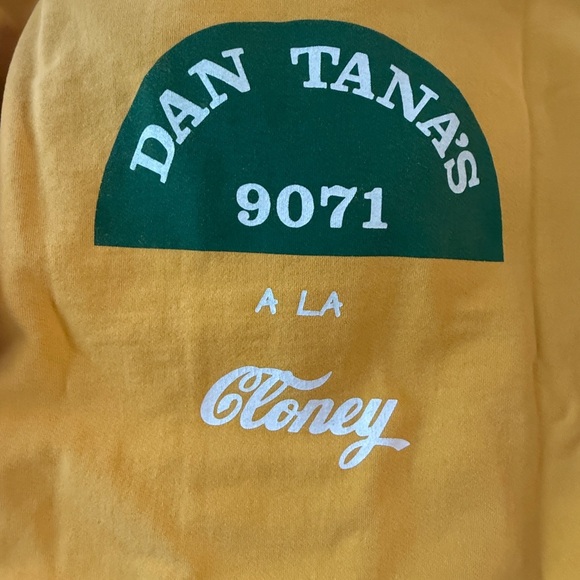 DAN TANA'S
9071
A LA
Cloney